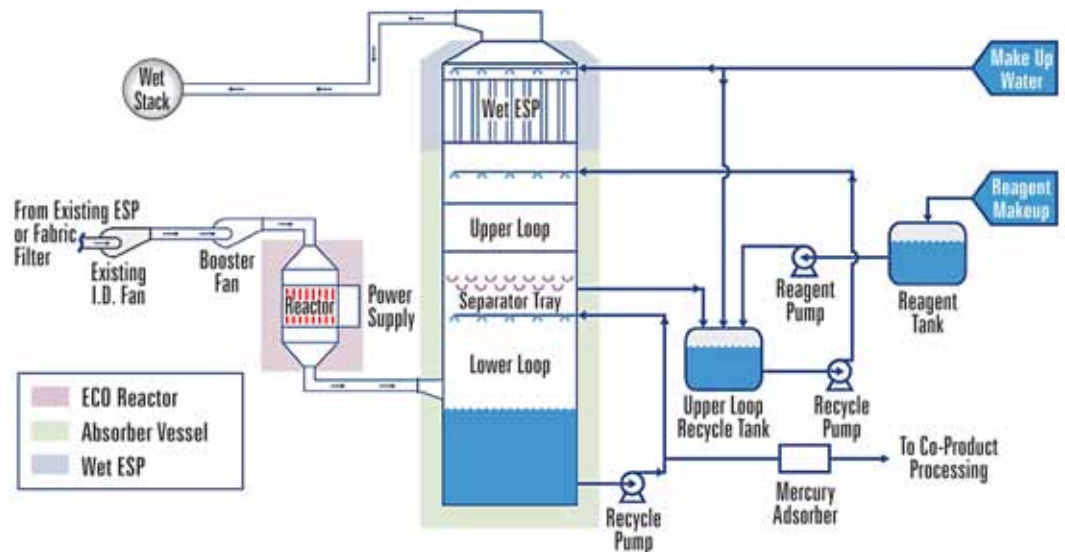 Wet
Stack
Wet ESP
Make Up
Water
From Existing ESP
or Fabric
Filter
Existing
I.D. Fan
Booster
Fan
Reactor
Power
Supply
Upper Loop
Separator Tray
Lower Loop
Reagent
Makeup
Reagent
Pump
Reagent
Tank
Upper Loop
Recycle Tank
Recycle
Pump
ECO Reactor
Absorber Vessel
Wet ESP
Recycle
Pump
Mercury
Adsorber
To Co-Product
Processing